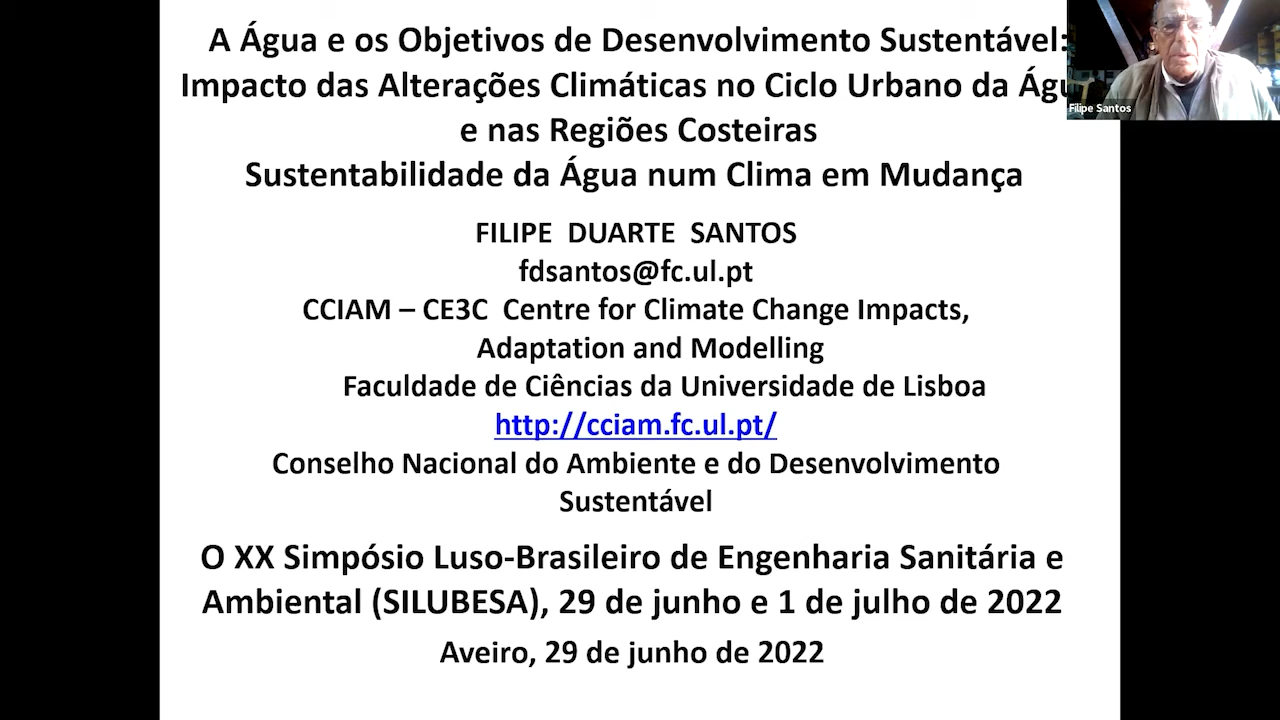 A Água e os Objetivos de Desenvolvimento Sustentável:
Impacto das Alterações Climáticas no Ciclo Urbano da
e nas Regiões Costeiras
Sustentabilidade da Água num Clima em Mudança
FILIPE DUARTE SANTOS
fdsantos@fc.ul.pt
CCIAM – CE3C Centre for Climate Change Impacts,
Adaptation and Modelling
Faculdade de Ciências da Universidade de Lisboa
http://cciam.fc.ul.pt/
Conselho Nacional do Ambiente e do Desenvolvimento
Sustentável
O XX Simpósio Luso-Brasileiro de Engenharia Sanitária e
Ambiental (SILUBESA), 29 de junho e 1 de julho de 2022
Aveiro, 29 de junho de 2022
Filipe Santos